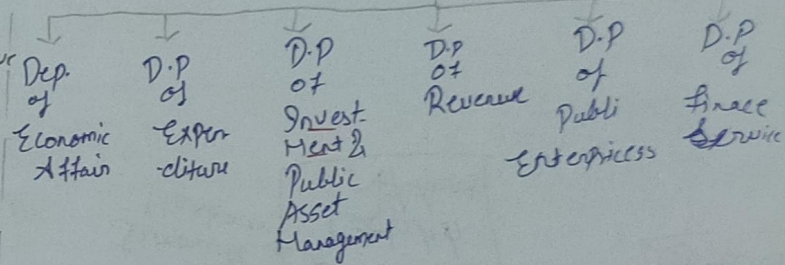 Dep.
of
Economic
Affair
D.P
of
Expen
-diture
D.P
of
Invest-
Ment &
Public
Asset
Management
D.P
of
Revenue
D.P
of
Publi
Enterpricess
D.P
of
finace
Service